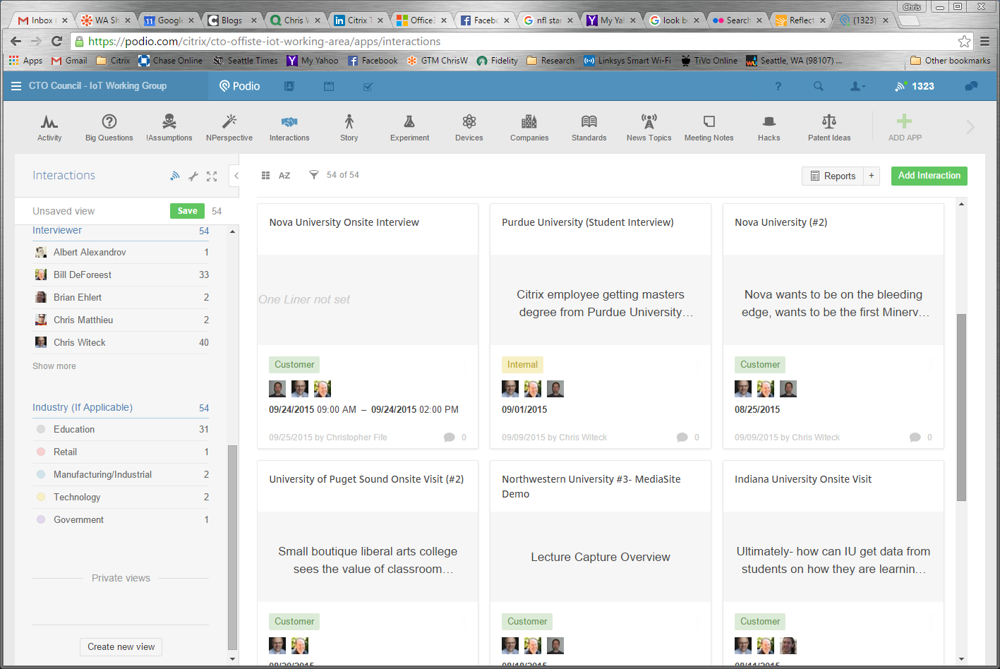 Chris
Inbox
WA Sh
Googl
Blogs
Chris W
Citrix T
Office3
Facebo
nfl star
My Yal
look b
Search
Reflect
(1323)
https://podio.com/citrix/cto-offiste-iot-working-area/apps/interactions
Apps Gmail Citrix Chase Online Seattle Times My Yahoo Facebook GTM ChrisW Fidelity Research Linksys Smart Wi-Fi TiVo Online Seattle, WA (98107) ... Other bookmarks
CTO Council - IoT Working Group Podio ? 1323
Activity Big Questions !Assumptions NPerspective Interactions Story Experiment Devices Companies Standards News Topics Meeting Notes Hacks Patent Ideas ADD APP
Interactions
A-Z 54 of 54 Reports + Add Interaction
Unsaved view Save 54
Interviewer 54
Albert Alexandrov 1
Bill DeForeest 33
Brian Ehlert 2
Chris Matthieu 2
Chris Witeck 40
Show more
Industry (If Applicable) 54
Education 31
Retail 1
Manufacturing/Industrial 2
Technology 2
Government 1
Private views
Create new view
Nova University Onsite Interview
One Liner not set
Customer
09/24/2015 09:00 AM – 09/24/2015 02:00 PM
09/25/2015 by Christopher Fife 0
Purdue University (Student Interview)
Citrix employee getting masters
degree from Purdue University...
Internal
09/01/2015
09/09/2015 by Chris Witeck 0
Nova University (#2)
Nova wants to be on the bleeding
edge, wants to be the first Minerv...
Customer
08/25/2015
09/09/2015 by Chris Witeck 0
University of Puget Sound Onsite Visit (#2)
Small boutique liberal arts college
sees the value of classroom...
Customer
08/20/2015
Northwestern University #3- MediaSite
Demo
Lecture Capture Overview
Customer
08/18/2015
Indiana University Onsite Visit
Ultimately- how can IU get data from
students on how they are learnin...
Customer
08/11/2015